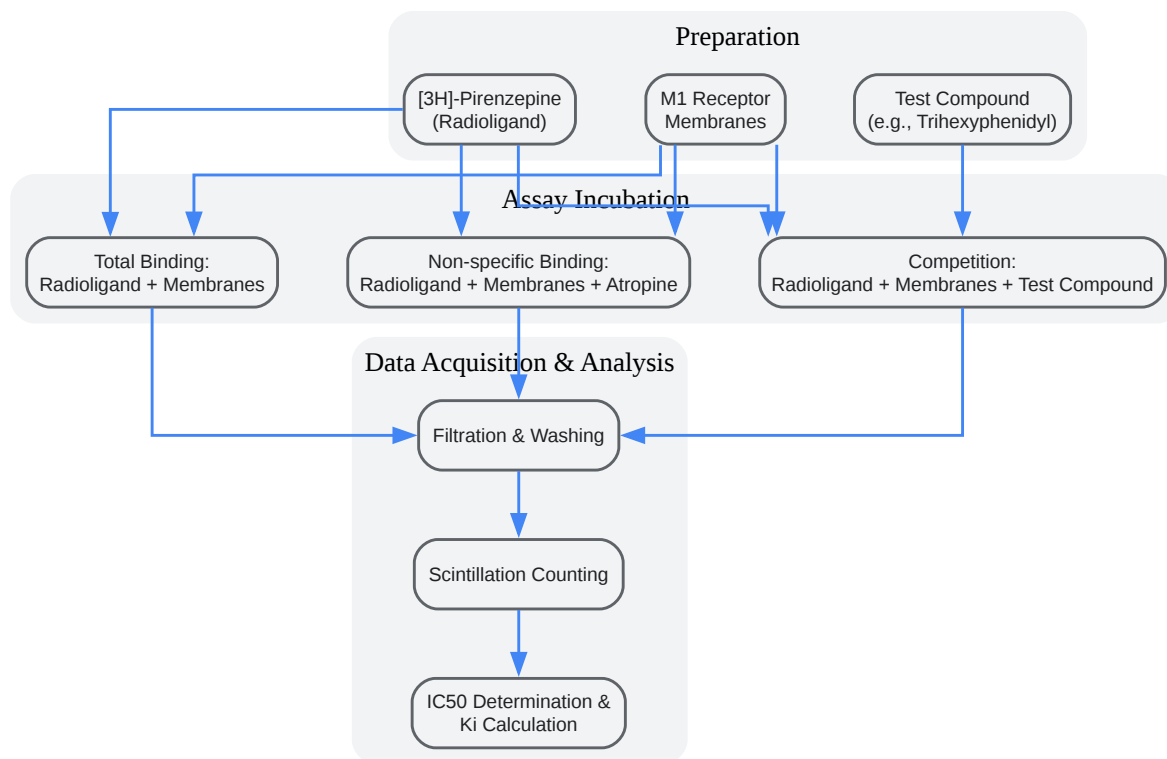 Preparation
[3H]-Pirenzepine
(Radioligand)
M1 Receptor
Membranes
Test Compound
(e.g., Trihexyphenidyl)
Assay Incubation
Total Binding:
Radioligand + Membranes
Non-specific Binding:
Radioligand + Membranes + Atropine
Competition:
Radioligand + Membranes + Test Compound
Data Acquisition & Analysis
Filtration & Washing
Scintillation Counting
IC50 Determination &
Ki Calculation